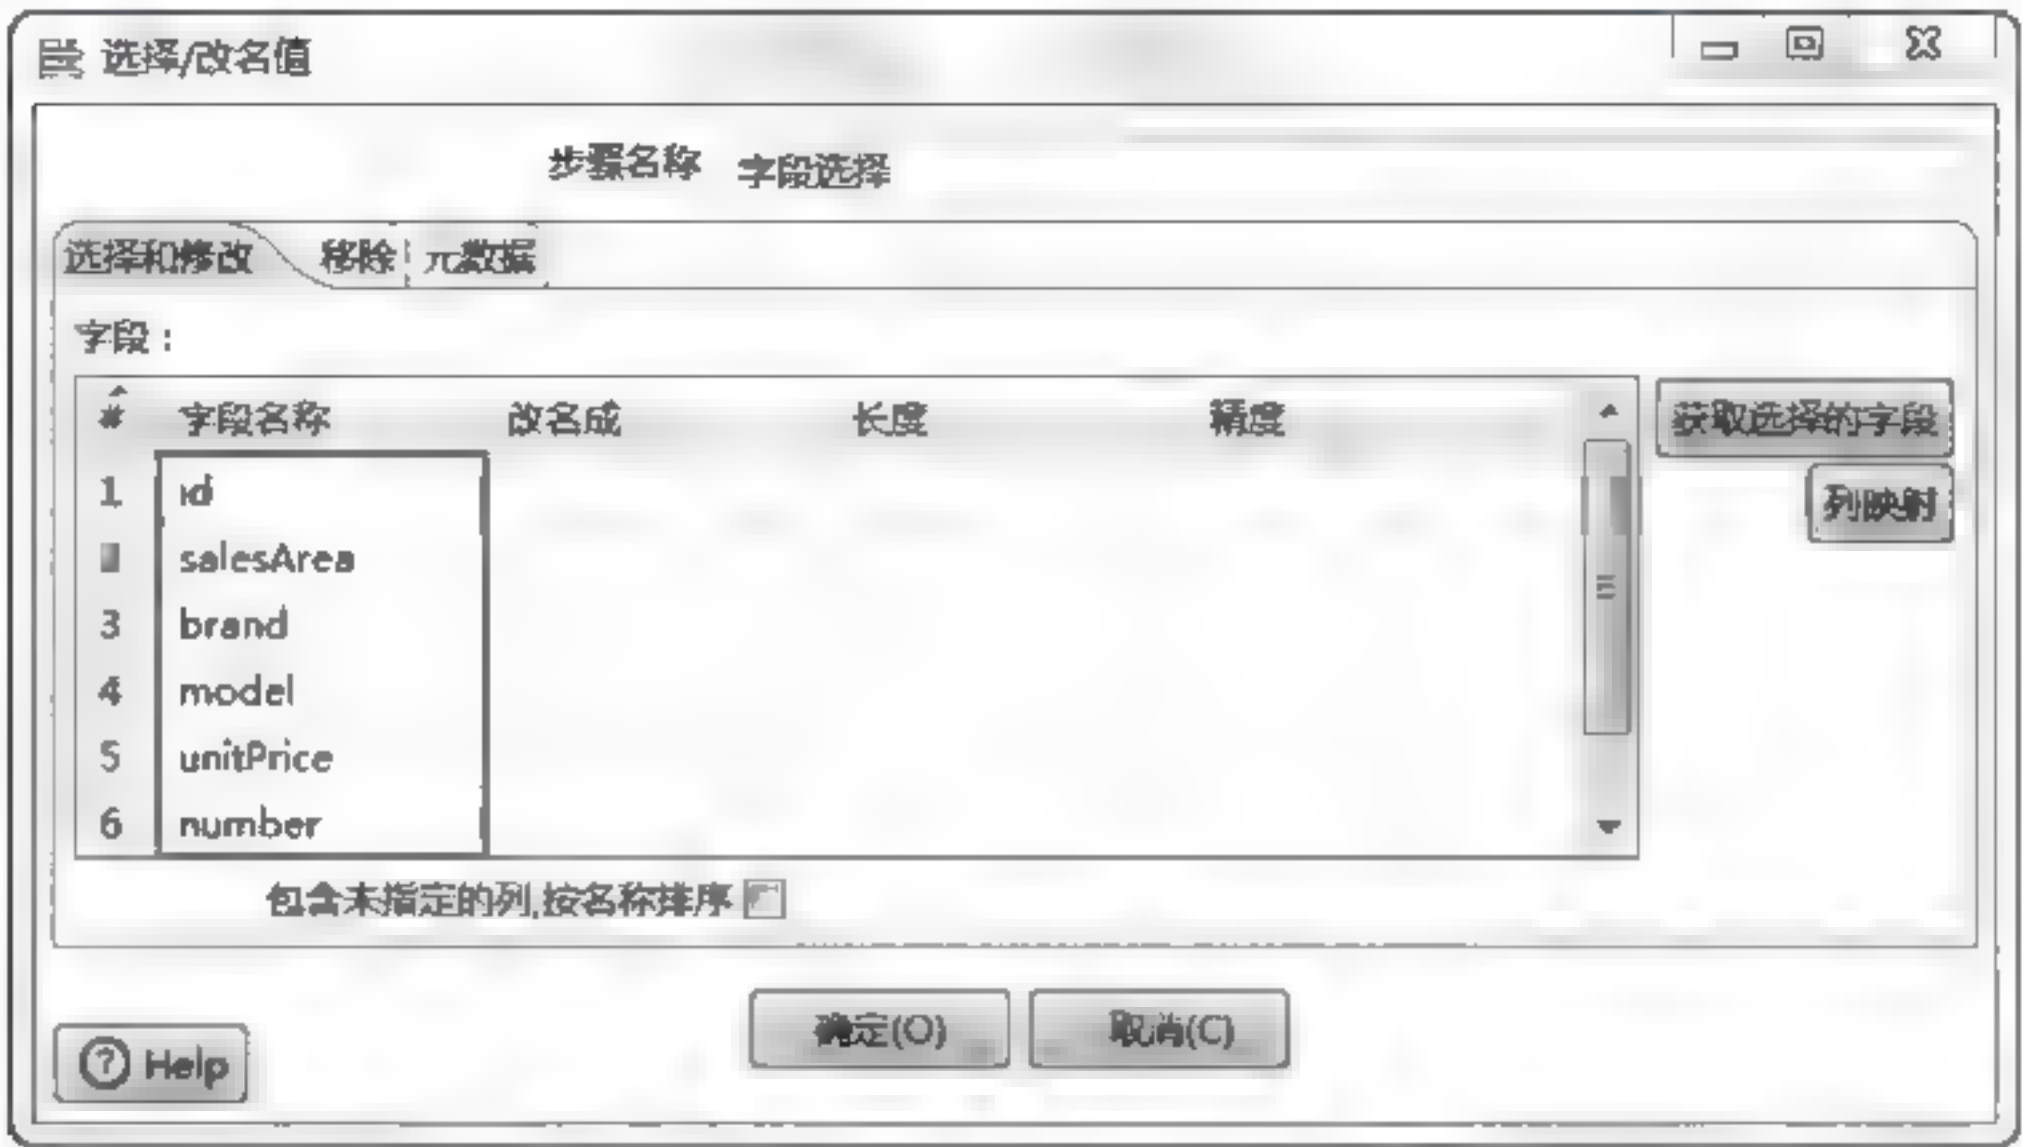 选择/改名值
步骤名称 字段选择
选择和修改 移除 元数据
字段：
# 字段名称 改名成 长度 精度
获取选择的字段
列映射
1 id
salesArea
3 brand
4 model
5 unitPrice
6 number
包含未指定的列,按名称排序
确定(O) 取消(C)
Help